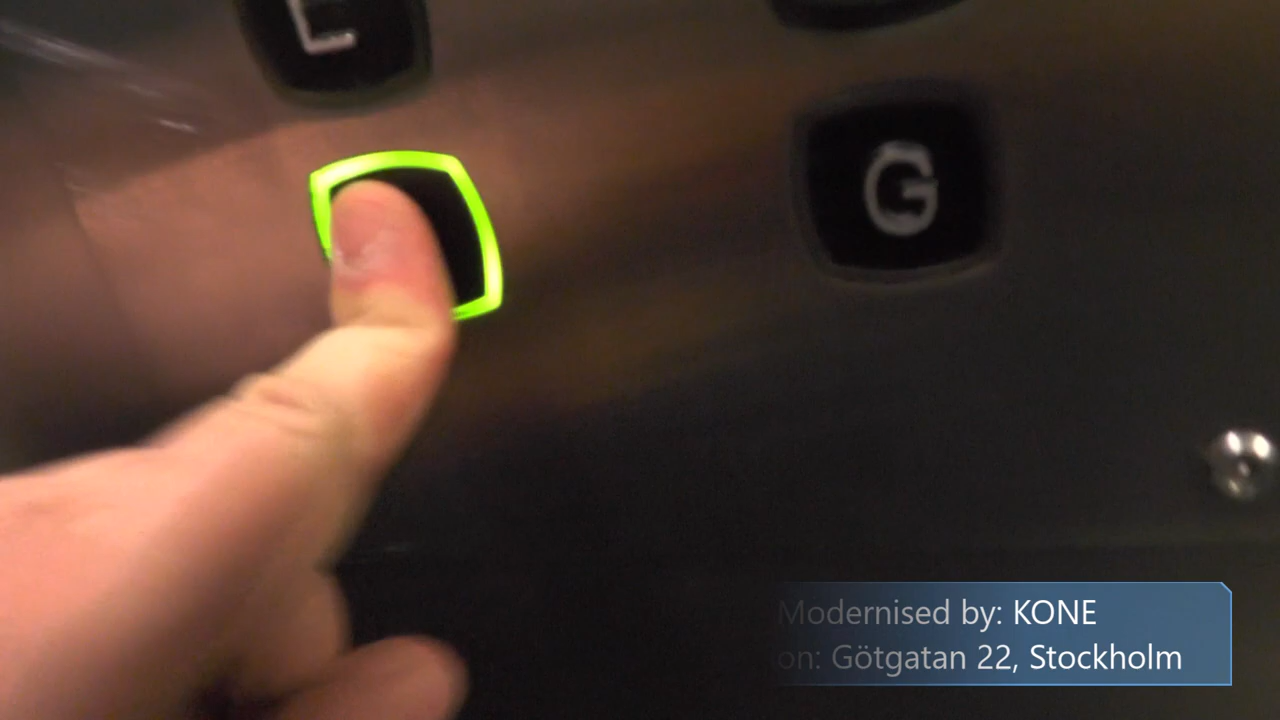 G
Modernised by: KONE
on: Götgatan 22, Stockholm